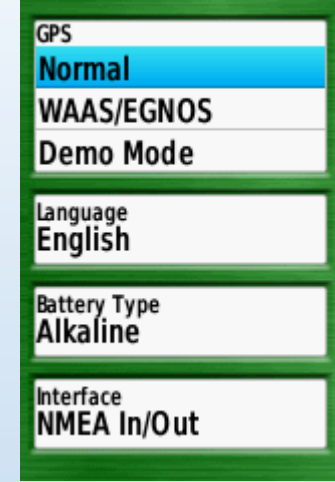 GPS
Normal
WAAS/EGNOS
Demo Mode
Language
English
Battery Type
Alkaline
Interface
NMEA In/Out